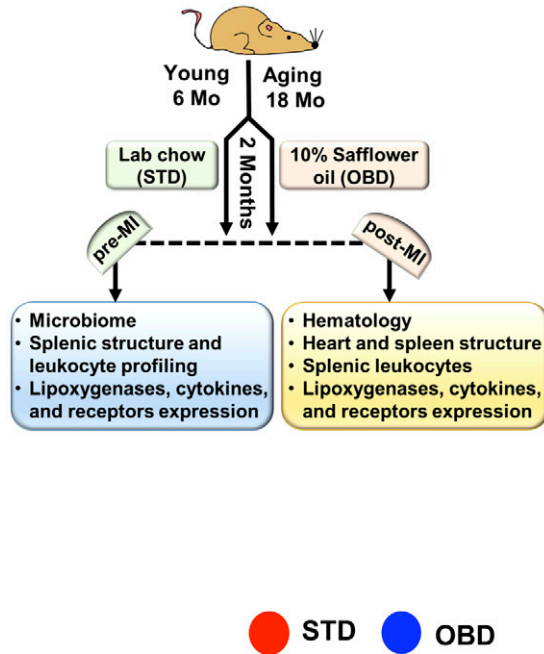 Young Aging
6 Mo 18 Mo
Lab chow
(STD)
2 Months
10% Safflower
oil (OBD)
pre-MI
post-MI
• Microbiome
• Splenic structure and
leukocyte profiling
• Lipoxygenases, cytokines,
and receptors expression
• Hematology
• Heart and spleen structure
• Splenic leukocytes
• Lipoxygenases, cytokines,
and receptors expression
STD OBD